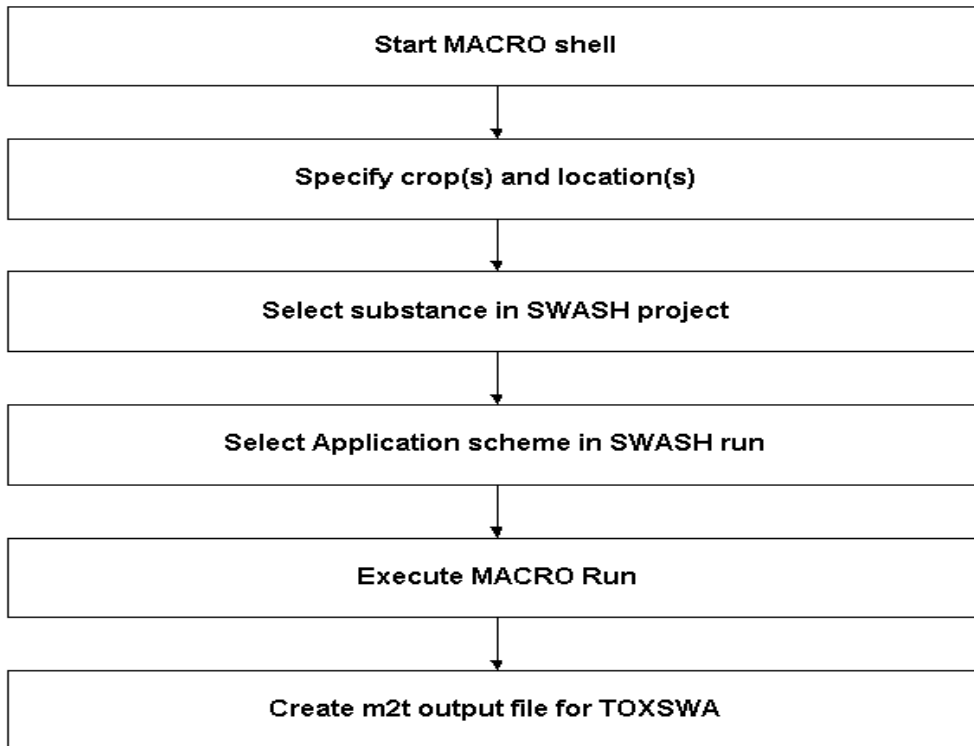 Start MACRO shell
Specify crop(s) and location(s)
Select substance in SWASH project
Select Application scheme in SWASH run
Execute MACRO Run
Create m2t output file for TOXSWA